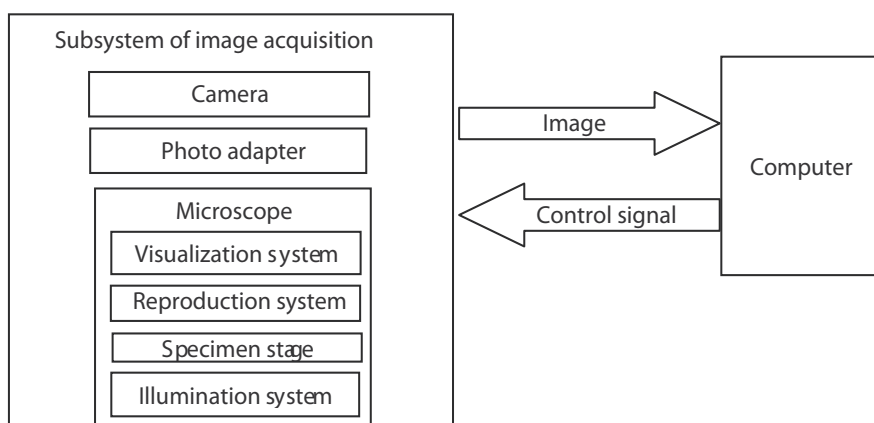 Subsystem of image acquisition
Camera
Photo adapter
Microscope
Visualization system
Reproduction system
Specimen stage
Illumination system
Image
Control signal
Computer